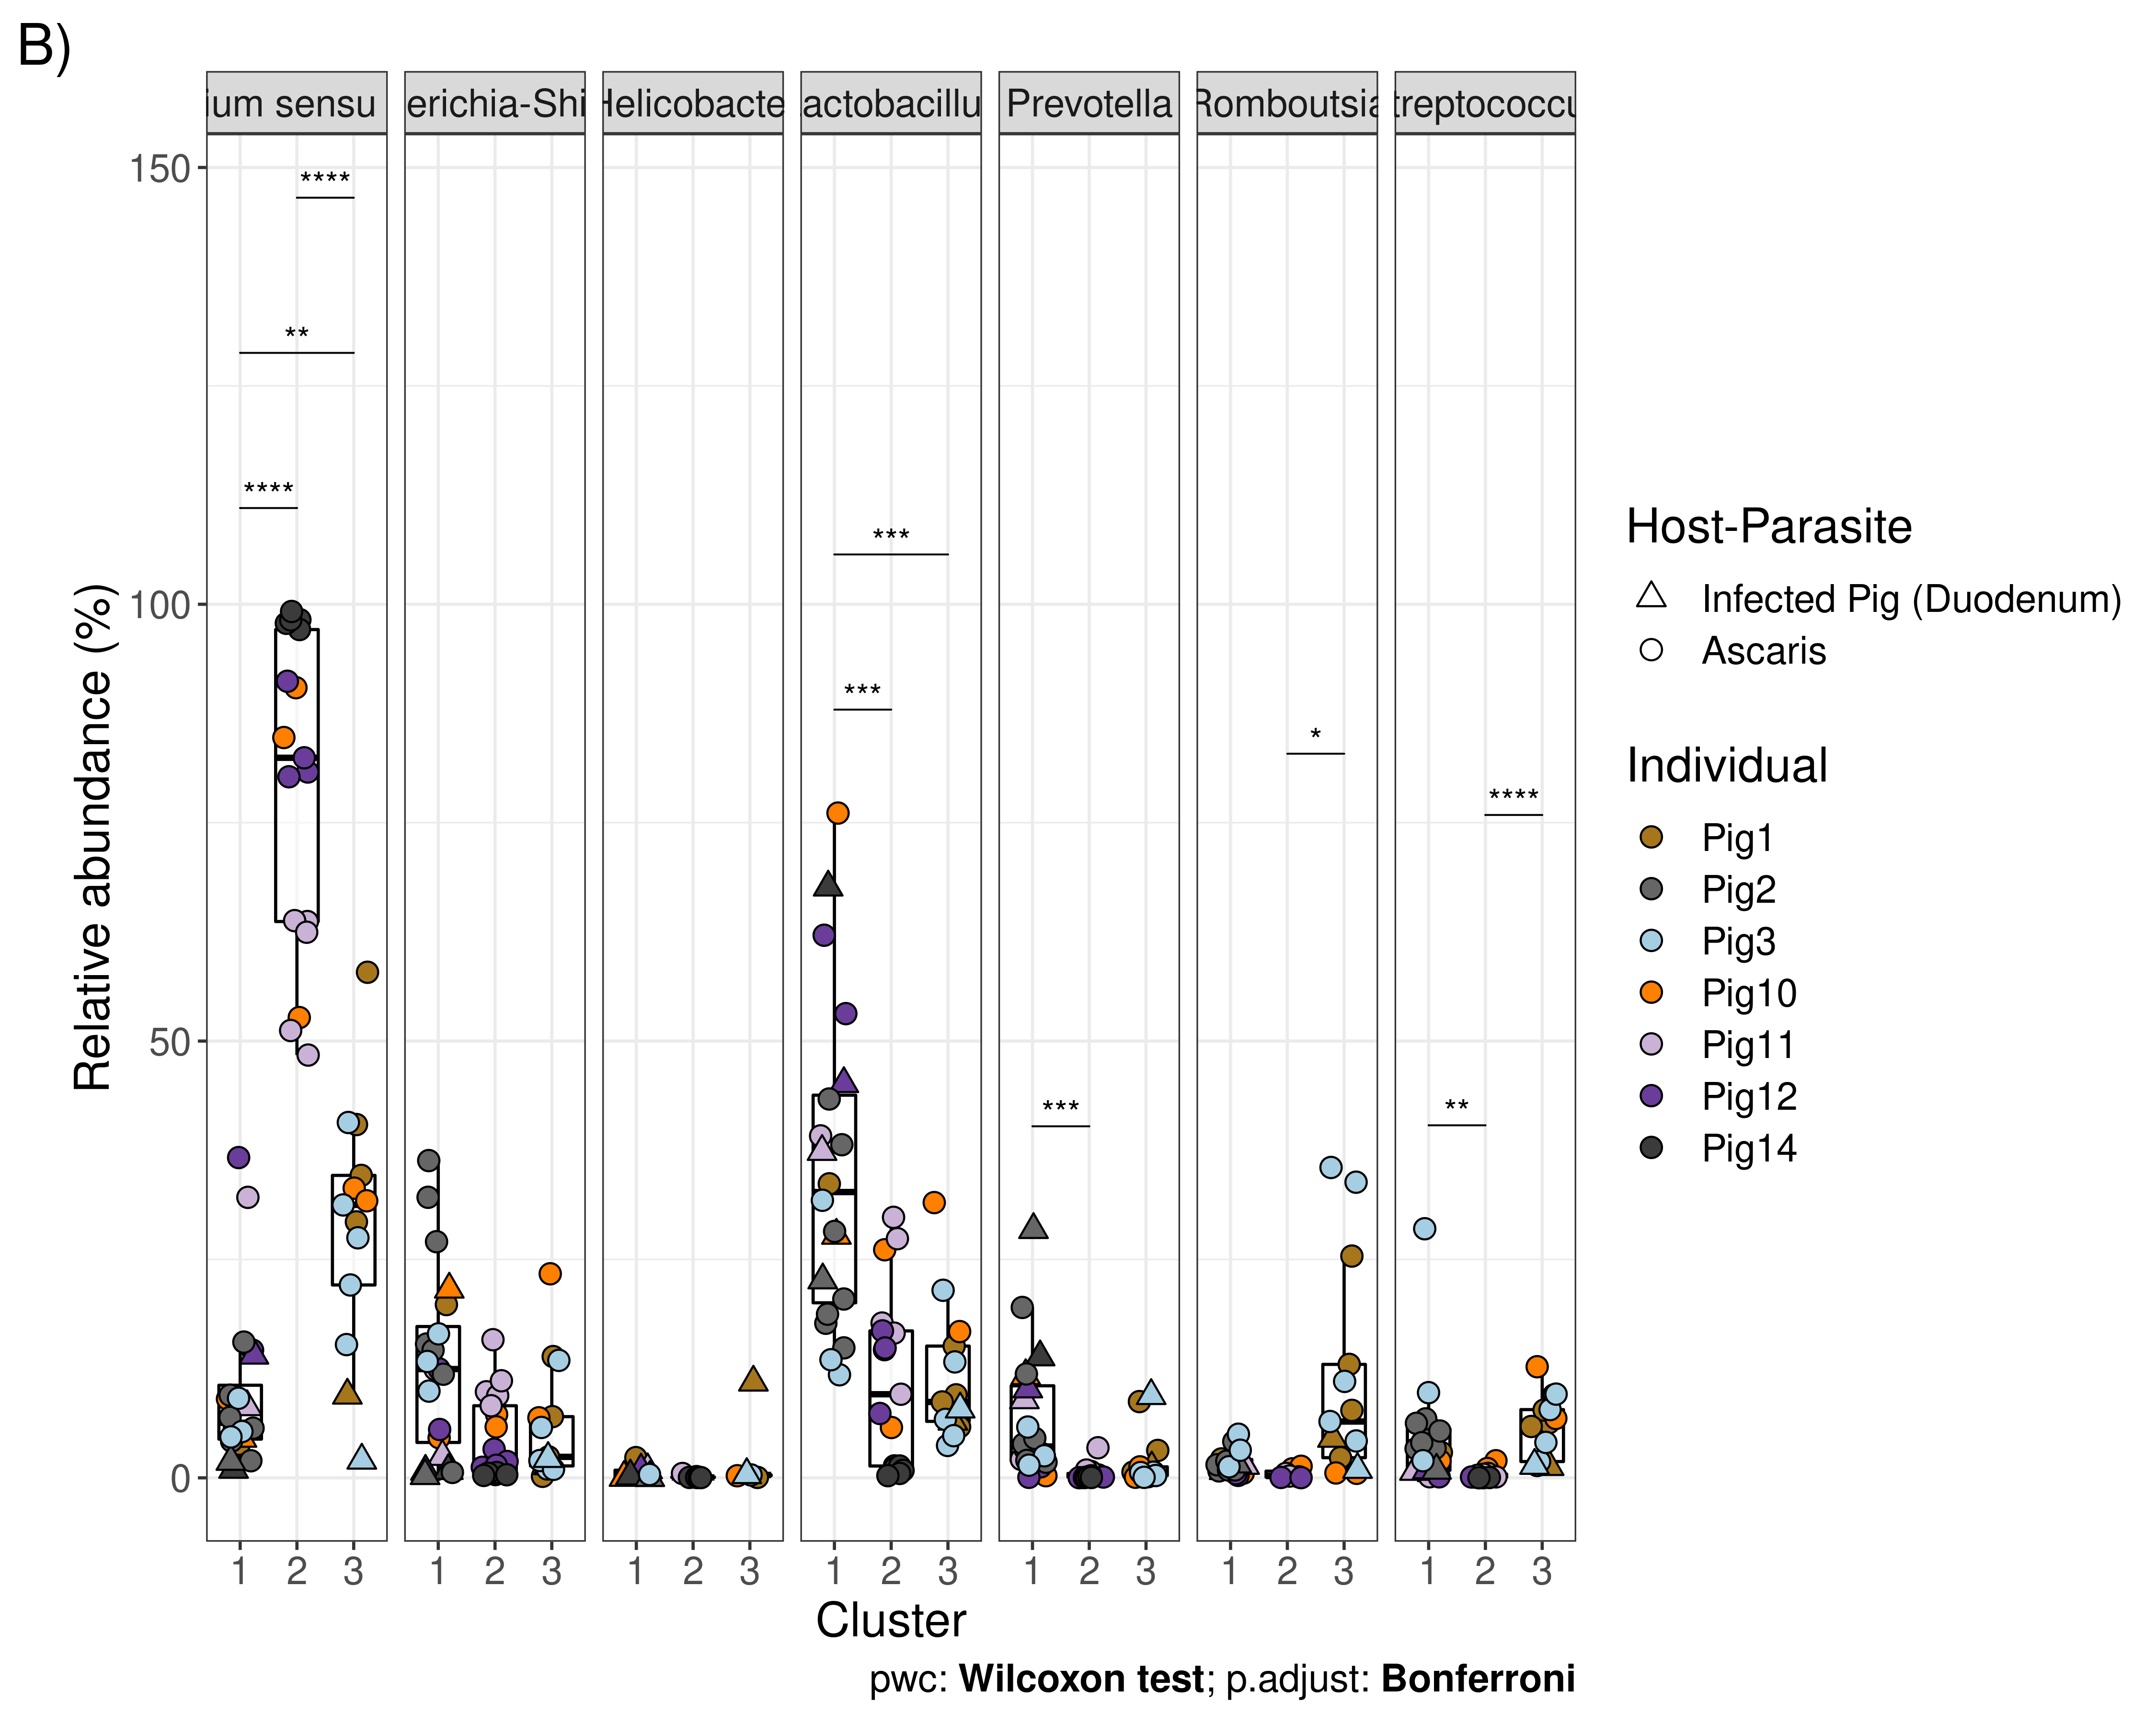 B)
ium sensu erichia-Shi Helicobacte actobacillu Prevotella Romboutsia treptococcu
150
100
50
0
Relative abundance (%)
****
**
****
***
***
***
*
****
**
1 2 3 1 2 3 1 2 3 1 2 3 1 2 3 1 2 3 1 2 3
Cluster
pwc: Wilcoxon test; p.adjust: Bonferroni
Host-Parasite
Infected Pig (Duodenum)
Ascaris
Individual
Pig1
Pig2
Pig3
Pig10
Pig11
Pig12
Pig14